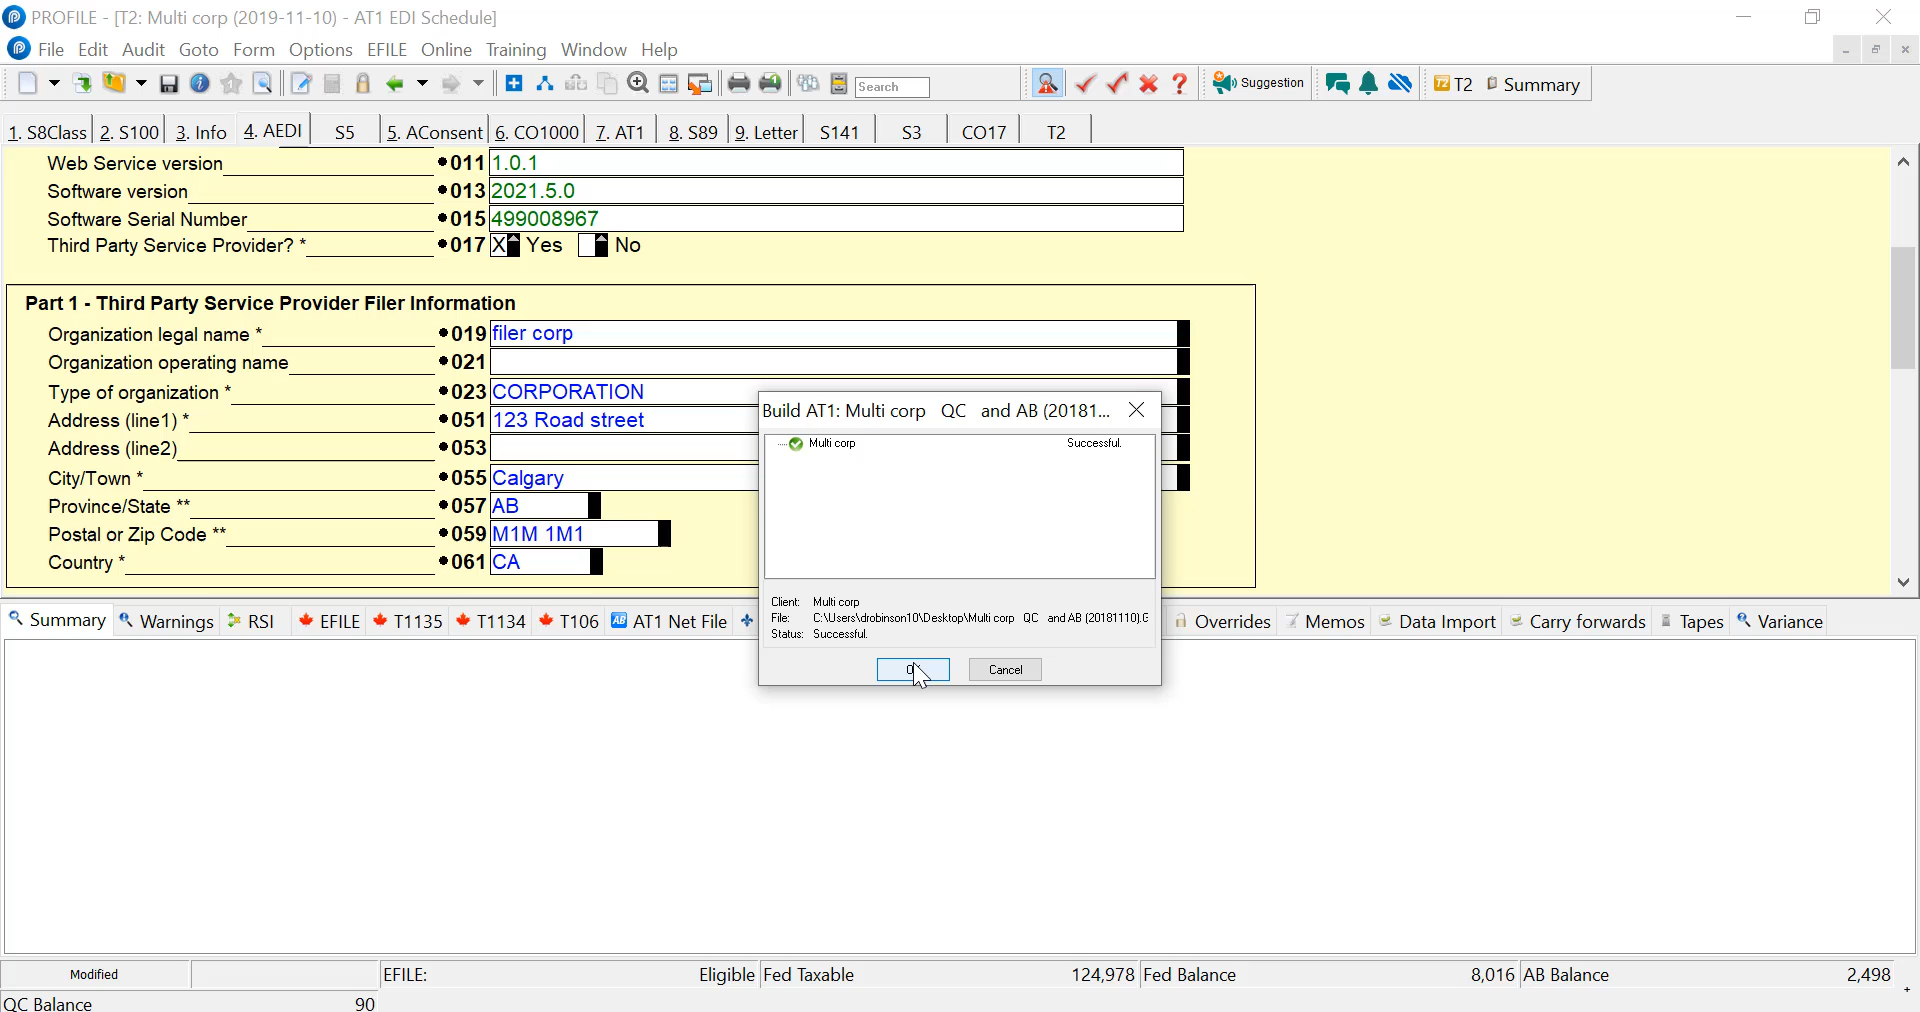 PROFILE - [T2: Multi corp (2019-11-10) - AT1 EDI Schedule]
File Edit Audit Goto Form Options EFILE Online Training Window Help
Search Suggestion T2 Summary
1. S8Class 2. S100 3. Info 4. AEDI S5 5. AConsent 6. CO1000 7. AT1 8. S89 9. Letter S141 S3 CO17 T2
Web Service version •011 1.0.1
Software version •013 2021.5.0
Software Serial Number •015 499008967
Third Party Service Provider? * •017 X Yes No
Part 1 - Third Party Service Provider Filer Information
Organization legal name * •019 filer corp
Organization operating name •021
Type of organization * •023 CORPORATION
Address (line1) * •051 123 Road street
Address (line2) •053
City/Town * •055 Calgary
Province/State ** •057 AB
Postal or Zip Code ** •059 M1M 1M1
Country * •061 CA
Build AT1: Multi corp QC and AB (20181...
Multi corp Successful.
Client: Multi corp
File: C:\Users\drobinson10\Desktop\Multi corp QC and AB (20181110).G
Status: Successful.
Cancel
Summary Warnings RSI EFILE T1135 T1134 T106 AT1 Net File Overrides Memos Data Import Carry forwards Tapes Variance
Modified EFILE: Eligible Fed Taxable 124,978 Fed Balance 8,016 AB Balance 2,498
QC Balance 90